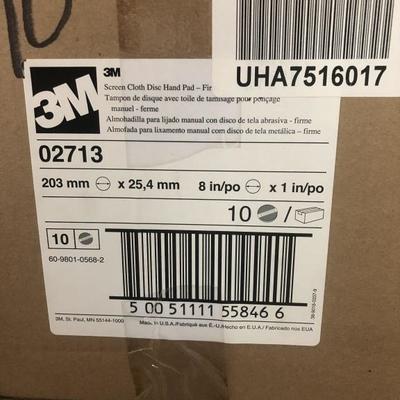 UHA7516017
3M
3M
Screen Cloth Disc Hand Pad – Fir
Tampon de disque avec toile de tamisage pour ponçage
manuel - ferme
Almohadilla para lijado manual con disco de tela abrasiva - firme
Almofada para lixamento manual com disco de tela metálica – firme
02713
203 mm x 25,4 mm 8 in/po x 1 in/po
10 /
10
60-9801-0568-2
5 00 51111 55846 6
3M, St. Paul, MN 55144-1000
Made in U.S.A./Fabriqué aux É.-U./Hecho en E.U.A./Fabricado nos EUA